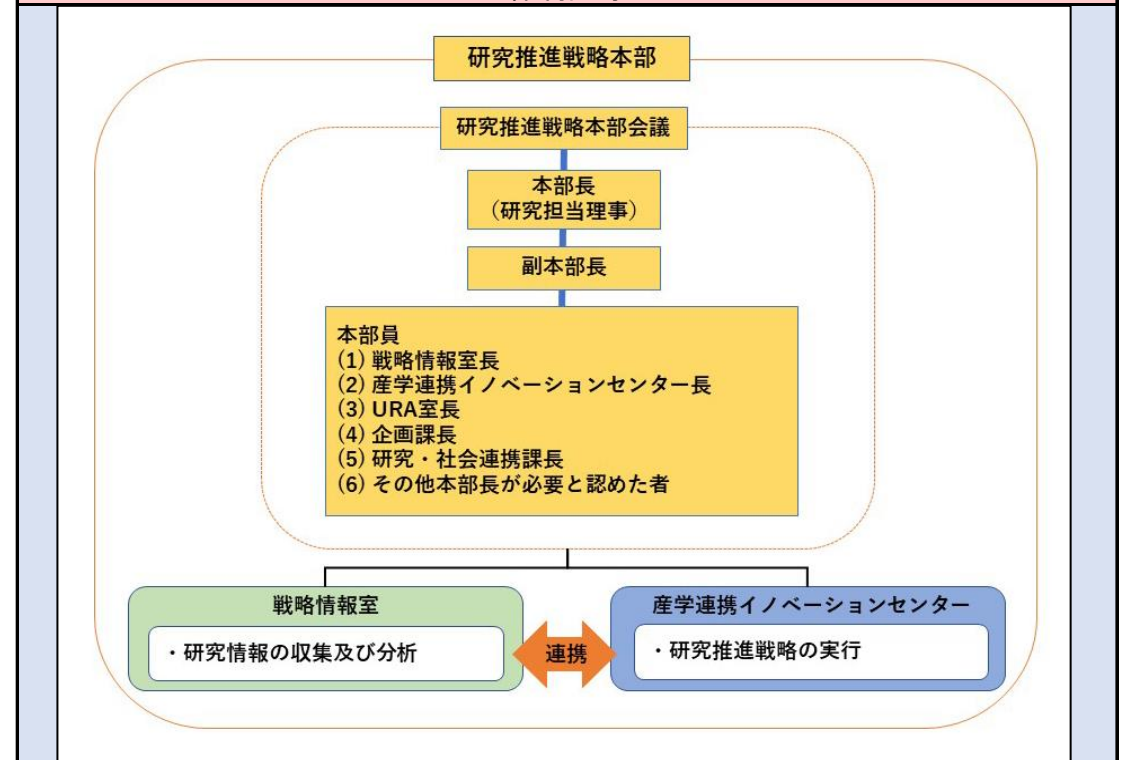 研究推進戦略本部
研究推進戦略本部会議
本部長
（研究担当理事）
副本部長
本部員
(1) 戦略情報室長
(2) 産学連携イノベーションセンター長
(3) URA室長
(4) 企画課長
(5) 研究・社会連携課長
(6) その他本部長が必要と認めた者
戦略情報室
・研究情報の収集及び分析
連携
産学連携イノベーションセンター
・研究推進戦略の実行